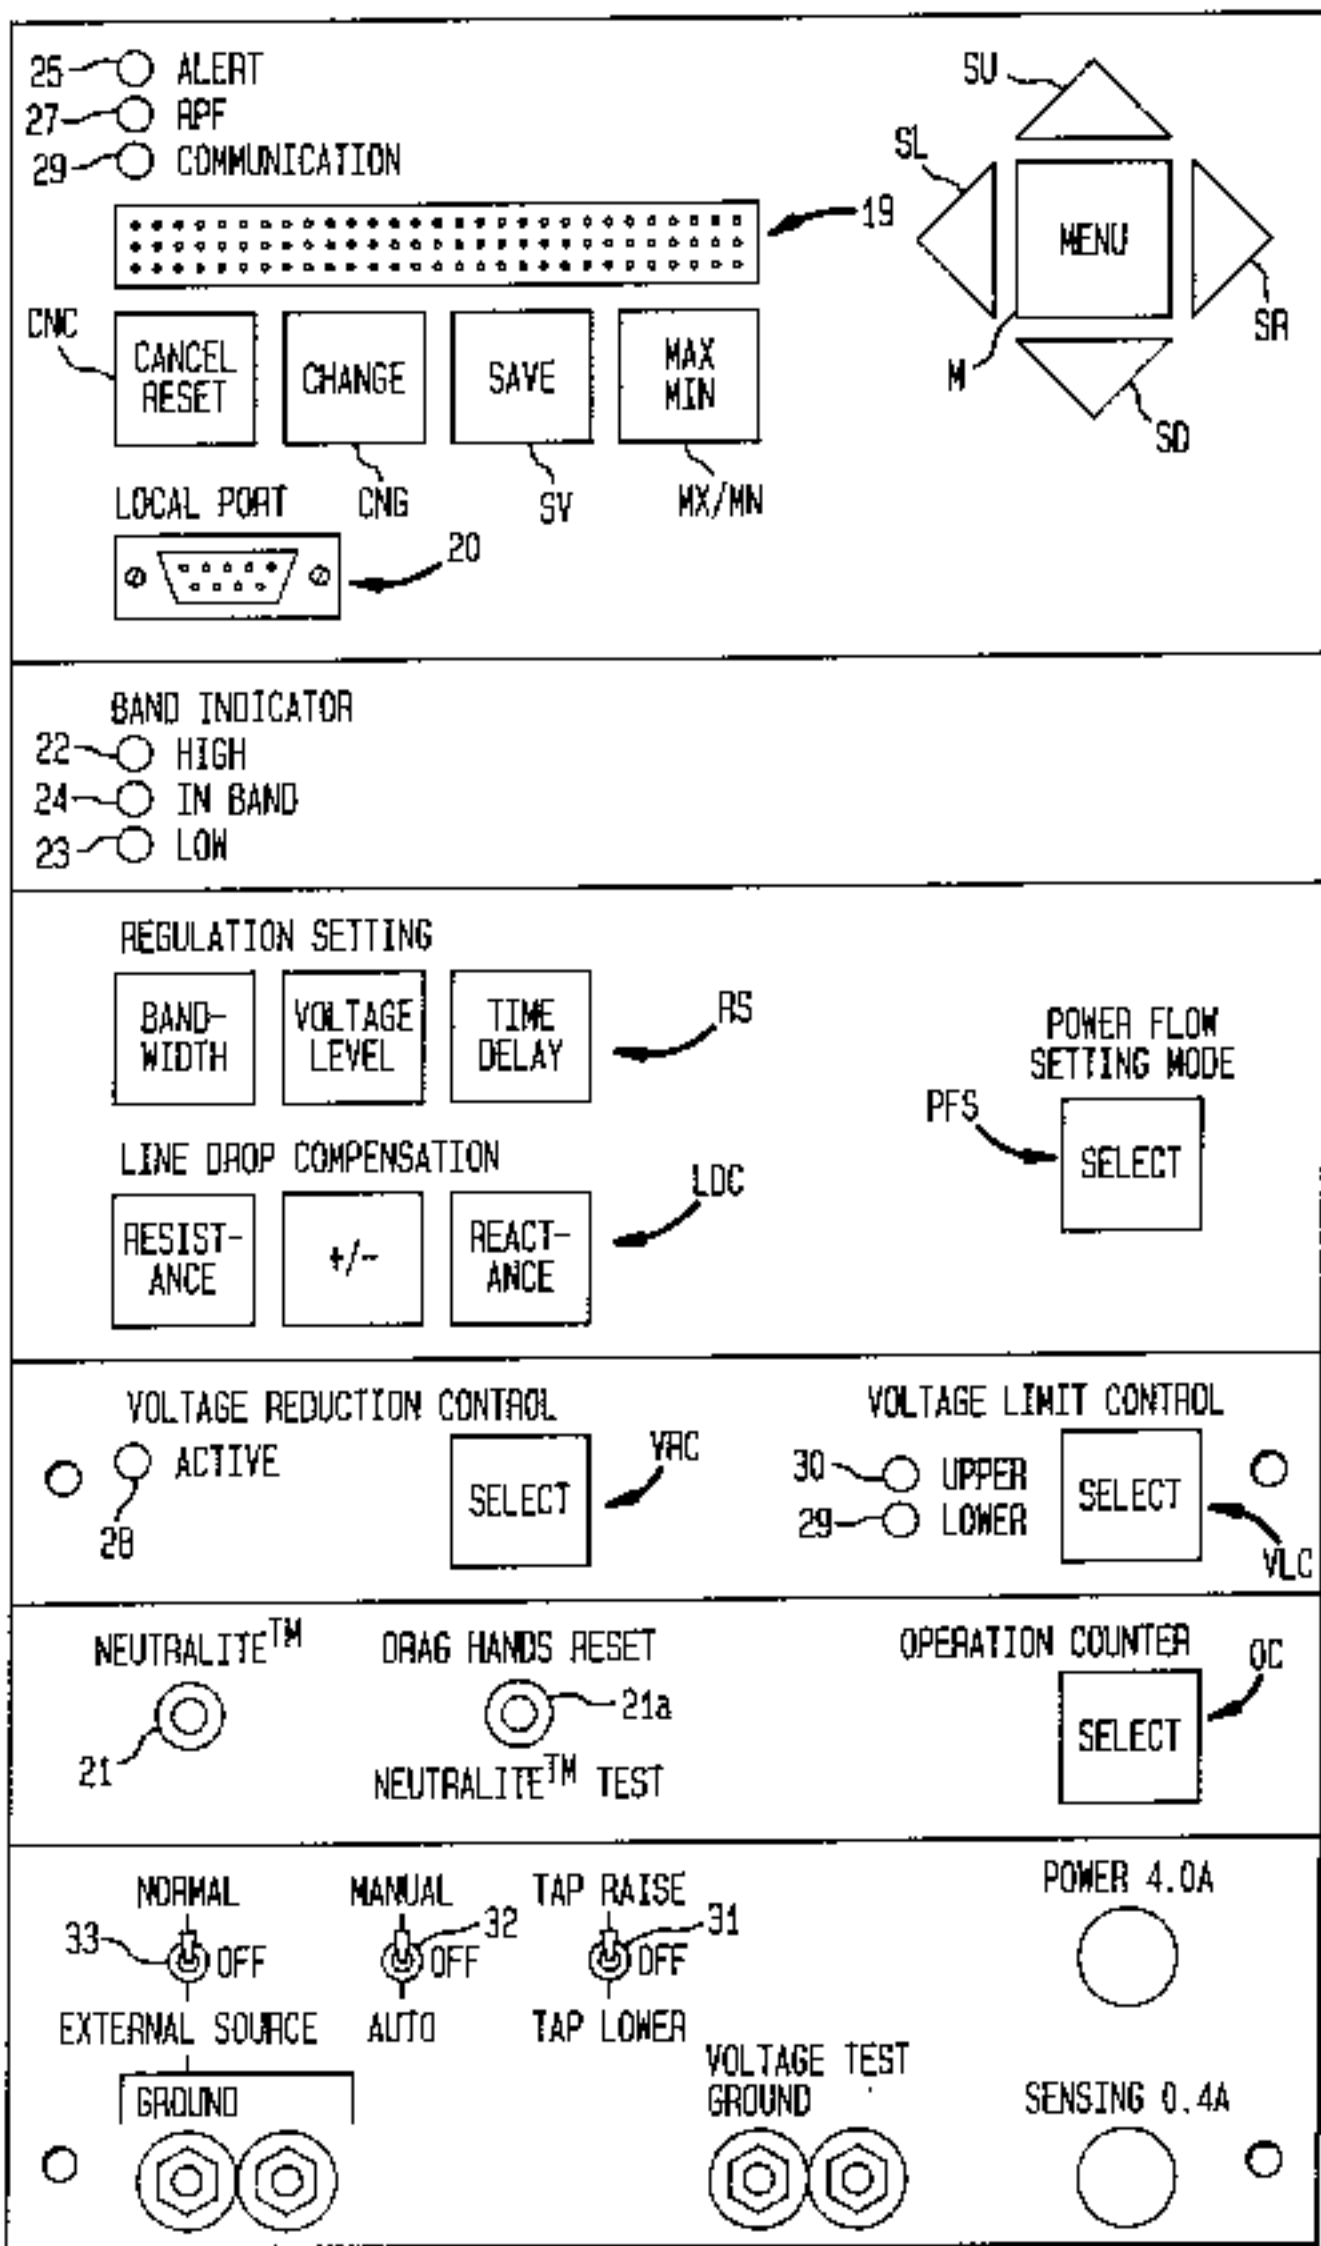 25 ALERT
27 RPF
29 COMMUNICATION
SU
SL
MENU
SR
M
SD
19
CNC
CANCEL
RESET
CHANGE
SAVE
MAX
MIN
CNG
SV
MX/MN
LOCAL PORT
20
BAND INDICATOR
22 HIGH
24 IN BAND
23 LOW
REGULATION SETTING
BAND-
WIDTH
VOLTAGE
LEVEL
TIME
DELAY
RS
POWER FLOW
SETTING MODE
PFS
SELECT
LINE DROP COMPENSATION
RESIST-
ANCE
+/-
REACT-
ANCE
LDC
VOLTAGE REDUCTION CONTROL
ACTIVE
28
SELECT
VRC
VOLTAGE LIMIT CONTROL
30 UPPER
29 LOWER
SELECT
VLC
NEUTRALITE™
21
DRAG HANDS RESET
21a
NEUTRALITE™ TEST
OPERATION COUNTER
SELECT
OC
NORMAL
33 OFF
EXTERNAL SOURCE
GROUND
MANUAL
32
OFF
AUTO
TAP RAISE
31
OFF
TAP LOWER
VOLTAGE TEST
GROUND
POWER 4.0A
SENSING 0.4A